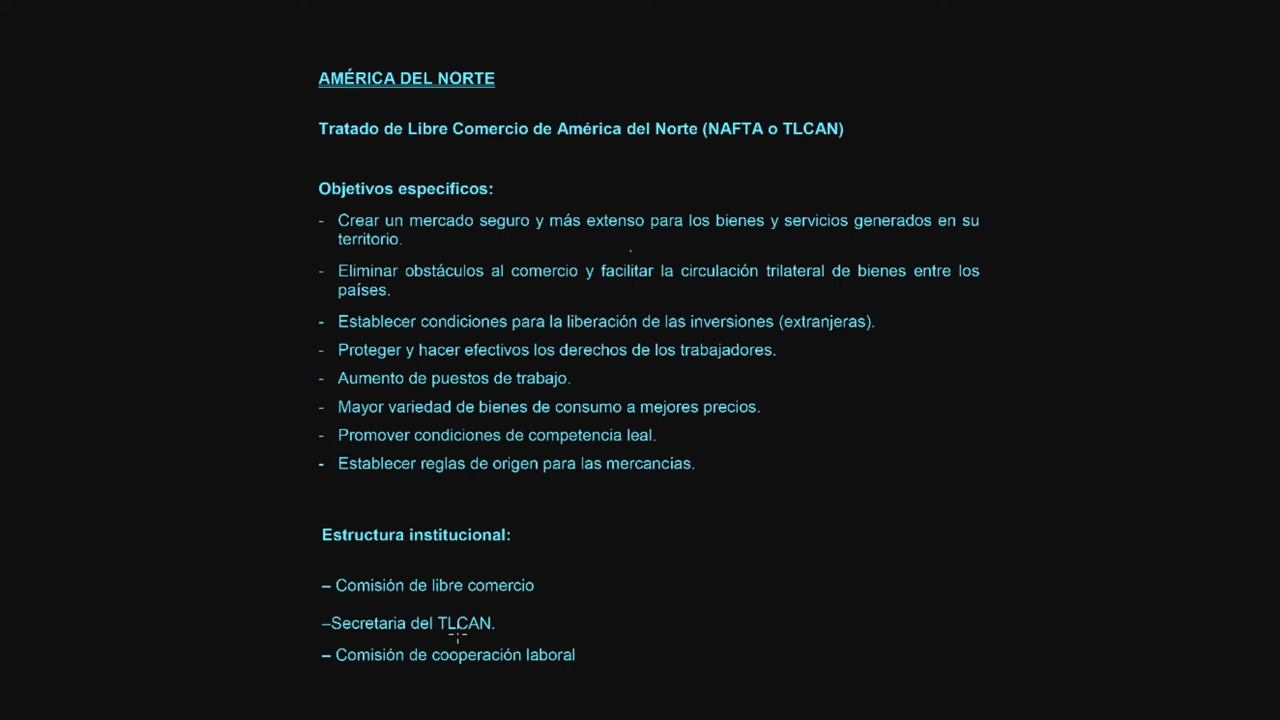 AMÉRICA DEL NORTE
Tratado de Libre Comercio de América del Norte (NAFTA o TLCAN)
Objetivos específicos:
- Crear un mercado seguro y más extenso para los bienes y servicios generados en su
territorio.
- Eliminar obstáculos al comercio y facilitar la circulación trilateral de bienes entre los
países.
- Establecer condiciones para la liberación de las inversiones (extranjeras).
- Proteger y hacer efectivos los derechos de los trabajadores.
- Aumento de puestos de trabajo.
- Mayor variedad de bienes de consumo a mejores precios.
- Promover condiciones de competencia leal.
- Establecer reglas de origen para las mercancías.
Estructura institucional:
– Comisión de libre comercio
–Secretaria del TLCAN.
– Comisión de cooperación laboral